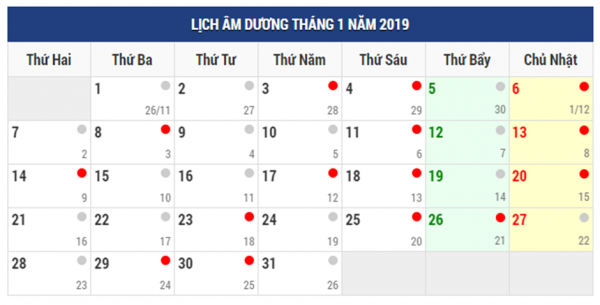 LỊCH ÂM DƯƠNG THÁNG 1 NĂM 2019
Thứ Hai Thứ Ba Thứ Tư Thứ Năm Thứ Sáu Thứ Bẩy Chủ Nhật
1 2 3 4 5 6
26/11 27 28 29 30 1/12
7 8 9 10 11 12 13
2 3 4 5 6 7 8
14 15 16 17 18 19 20
9 10 11 12 13 14 15
21 22 23 24 25 26 27
16 17 18 19 20 21 22
28 29 30 31
23 24 25 26